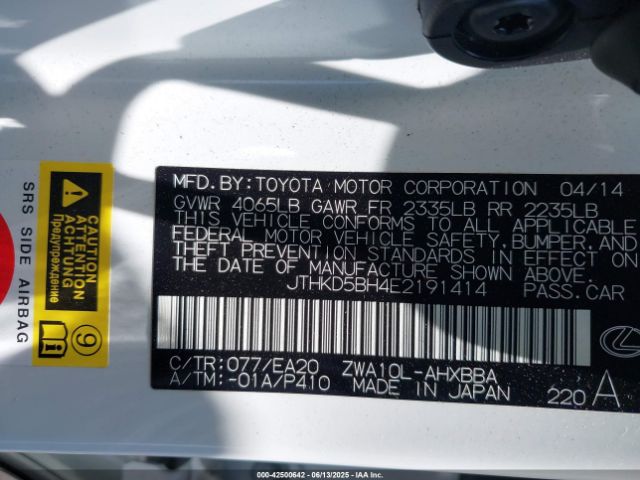 SRS SIDE AIRBAG
CAUTION
ACHTUNG
Предупреждение
9
MFD. BY: TOYOTA MOTOR CORPORATION 04/14
GVWR 4065LB GAWR FR 2335LB RR 2235LB
THIS VEHICLE CONFORMS TO ALL APPLICABLE
FEDERAL MOTOR VEHICLE SAFETY, BUMPER, AND
THEFT PREVENTION STANDARDS IN EFFECT ON
THE DATE OF MANUFACTURE SHOWN ABOVE.
JTHKD5BH4E2191414 PASS.CAR
C/TR: 077/EA20 ZWA10L-AHXBBA
A/TM: -01A/P410 MADE IN JAPAN 220 A
000-42500642 - 06/13/2025 - IAAI.COM